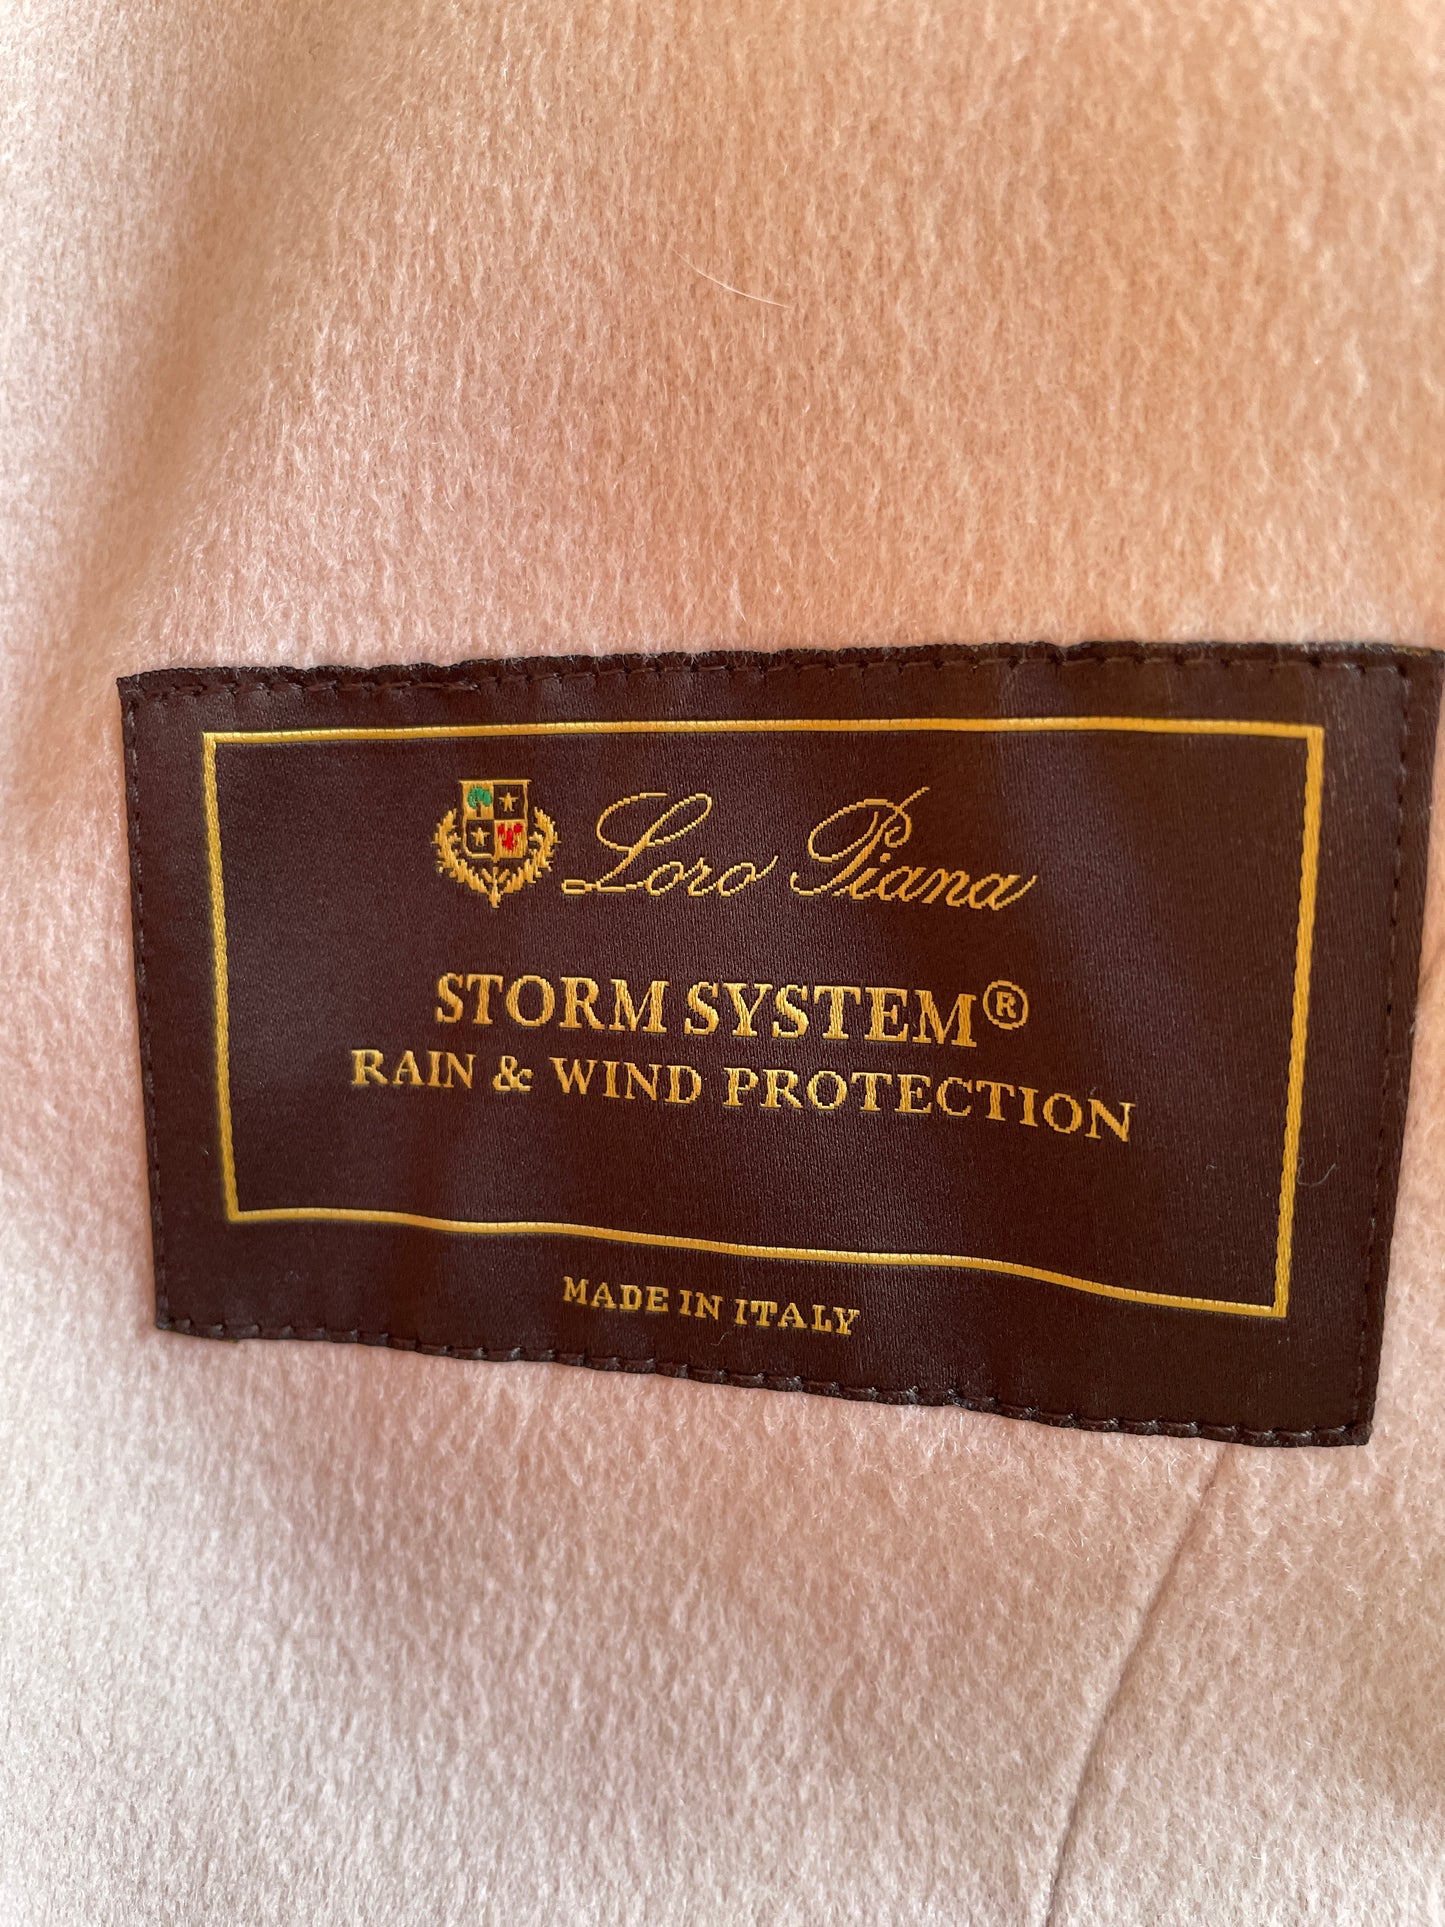 Loro Piana
STORM SYSTEM®
RAIN & WIND PROTECTION
MADE IN ITALY